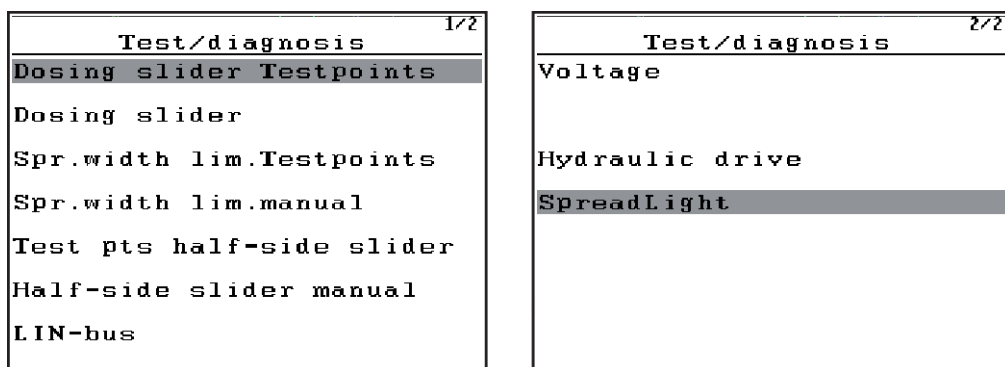 1/2
Test/diagnosis
Dosing slider Testpoints
Dosing slider
Spr.width lim.Testpoints
Spr.width lim.manual
Test pts half-side slider
Half-side slider manual
LIN-bus
2/2
Test/diagnosis
Voltage
Hydraulic drive
SpreadLight